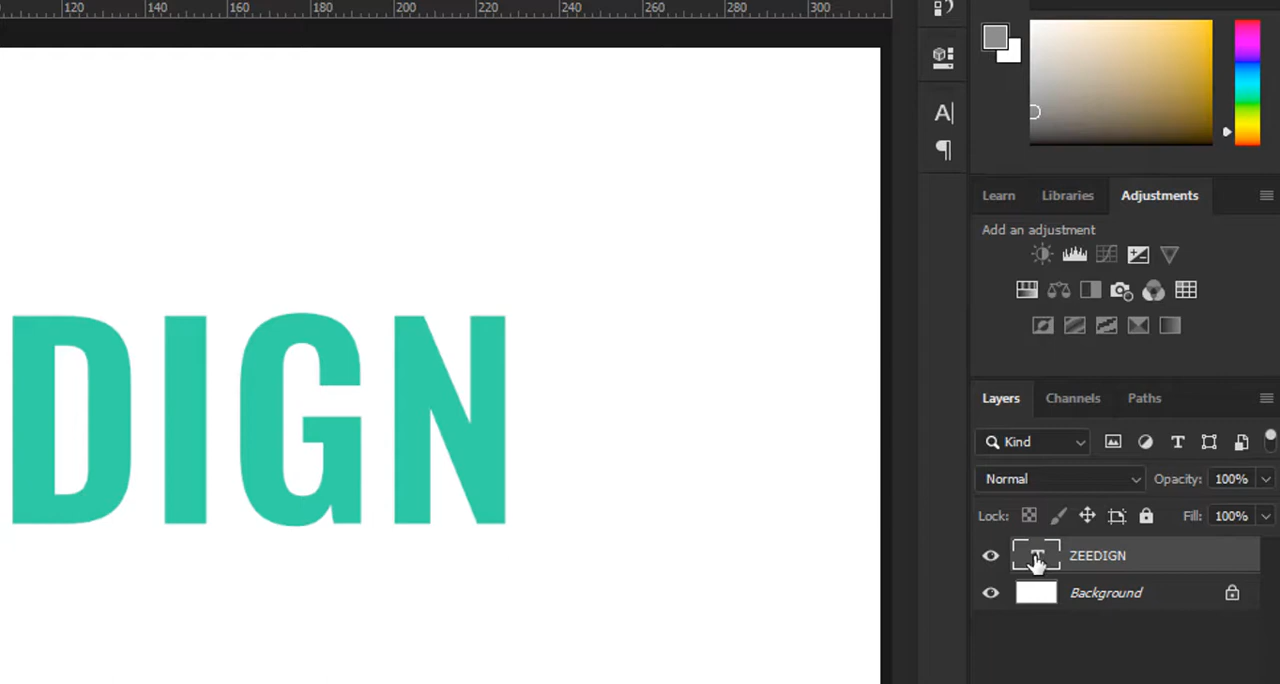 120 140 160 180 200 220 240 260 280 300
A|
¶
Learn Libraries Adjustments
Add an adjustment
DIGN
Layers Channels Paths
Kind T
Normal Opacity: 100%
Lock: Fill: 100%
T ZEEDIGN
Background